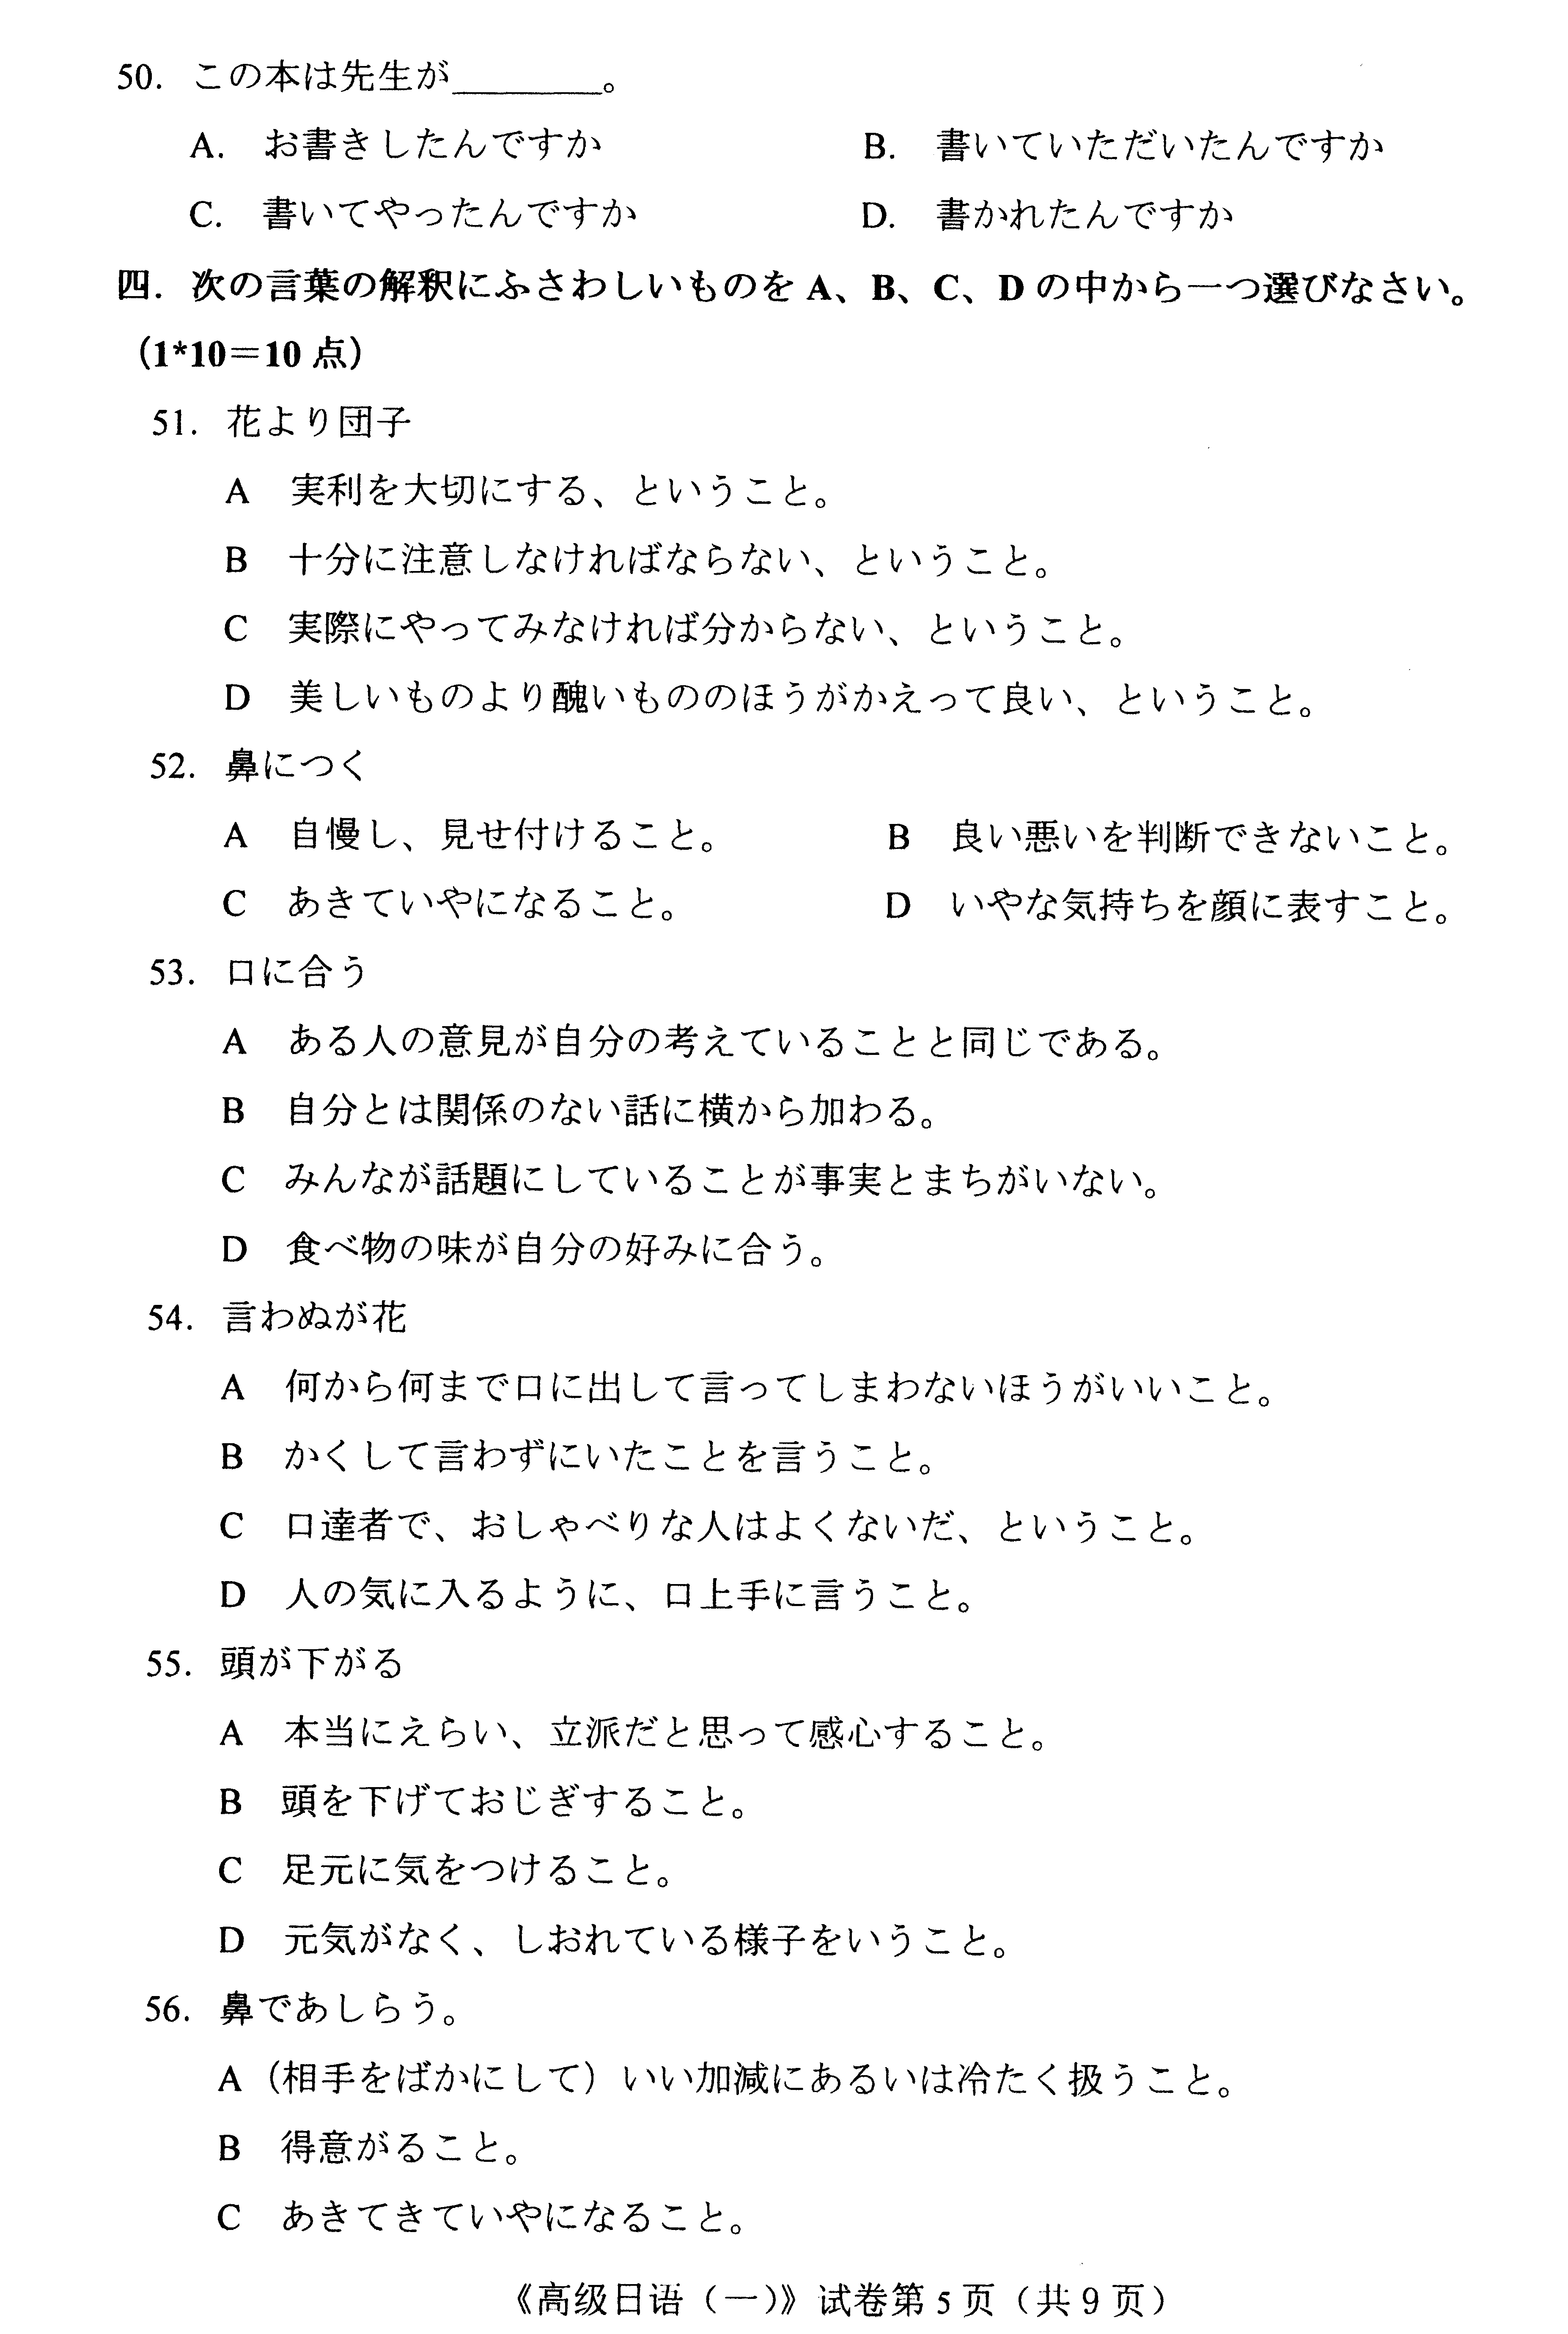 50. この本は先生が________。
A. お書きしたんですか B. 書いていただいたんですか
C. 書いてやったんですか D. 書かれたんですか
四. 次の言葉の解釈にふさわしいものを A、B、C、D の中から一つ選びなさい。
（1*10＝10 点）
51. 花より団子
A 実利を大切にする、ということ。
B 十分に注意しなければならない、ということ。
C 実際にやってみなければ分からない、ということ。
D 美しいものより醜いもののほうがかえって良い、ということ。
52. 鼻につく
A 自慢し、見せ付けること。 B 良い悪いを判断できないこと。
C あきていやになること。 D いやな気持ちを顔に表すこと。
53. 口に合う
A ある人の意見が自分の考えていることと同じである。
B 自分とは関係のない話に横から加わる。
C みんなが話題にしていることが事実とまちがいない。
D 食べ物の味が自分の好みに合う。
54. 言わぬが花
A 何から何まで口に出して言ってしまわないほうがいいこと。
B かくして言わずにいたことを言うこと。
C 口達者で、おしゃべりな人はよくないだ、ということ。
D 人の気に入るように、口上手に言うこと。
55. 頭が下がる
A 本当にえらい、立派だと思って感心すること。
B 頭を下げておじぎすること。
C 足元に気をつけること。
D 元気がなく、しおれている様子をいうこと。
56. 鼻であしらう。
A（相手をばかにして）いい加減にあるいは冷たく扱うこと。
B 得意がること。
C あきてきていやになること。
《高级日语（一）》试卷第 5 页（共 9 页）